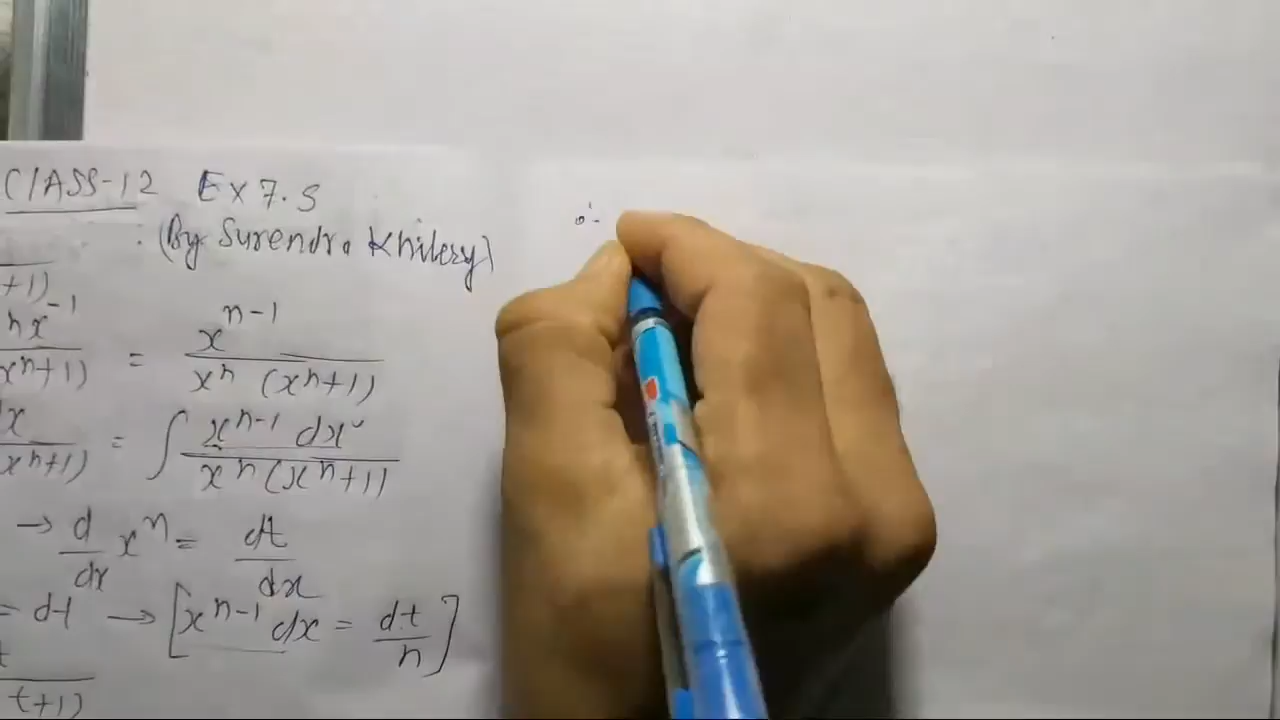 CLASS-12 Ex 7.5
(By Surendra Khilery)
+1)
nx^-1 / x^n+1) = x^n-1 / x^n (x^n+1)
dx / x^n+1) = ∫ x^n-1 dx / x^n (x^n+1)
→ d/dx x^n = dt/dx
= dt → [x^n-1 dx = dt/n]
t+1)